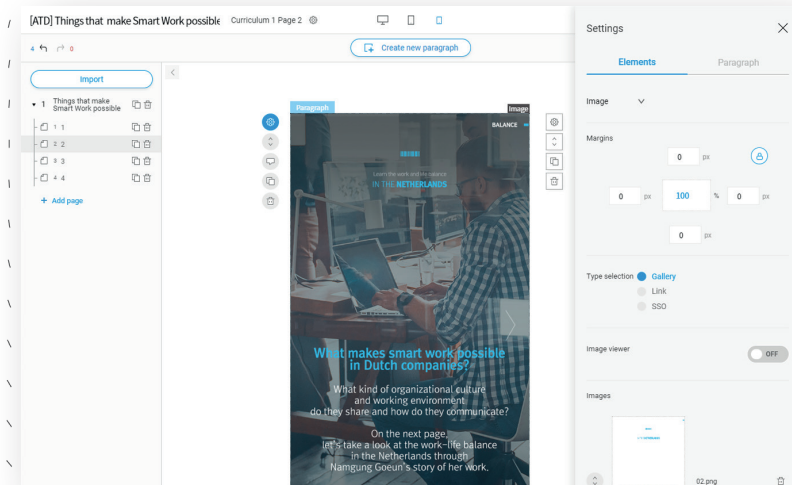 [ATD] Things that make Smart Work possible
Curriculum 1 Page 2
4
0
Create new paragraph
Import
1 Things that make
Smart Work possible
1 1
2 2
3 3
4 4
+ Add page
Paragraph
Image
BALANCE
Learn the work and life balance
IN THE NETHERLANDS
What makes smart work possible
in Dutch companies?
What kind of organizational culture
and working environment
do they share and how do they communicate?
On the next page,
let's take a look at the work-life balance
in the Netherlands through
Namgung Goeun's story of her work.
Settings
Elements
Paragraph
Image
Margins
0 px
0 px
100 %
0 px
0 px
Type selection
Gallery
Link
SSO
Image viewer
OFF
Images
02.png